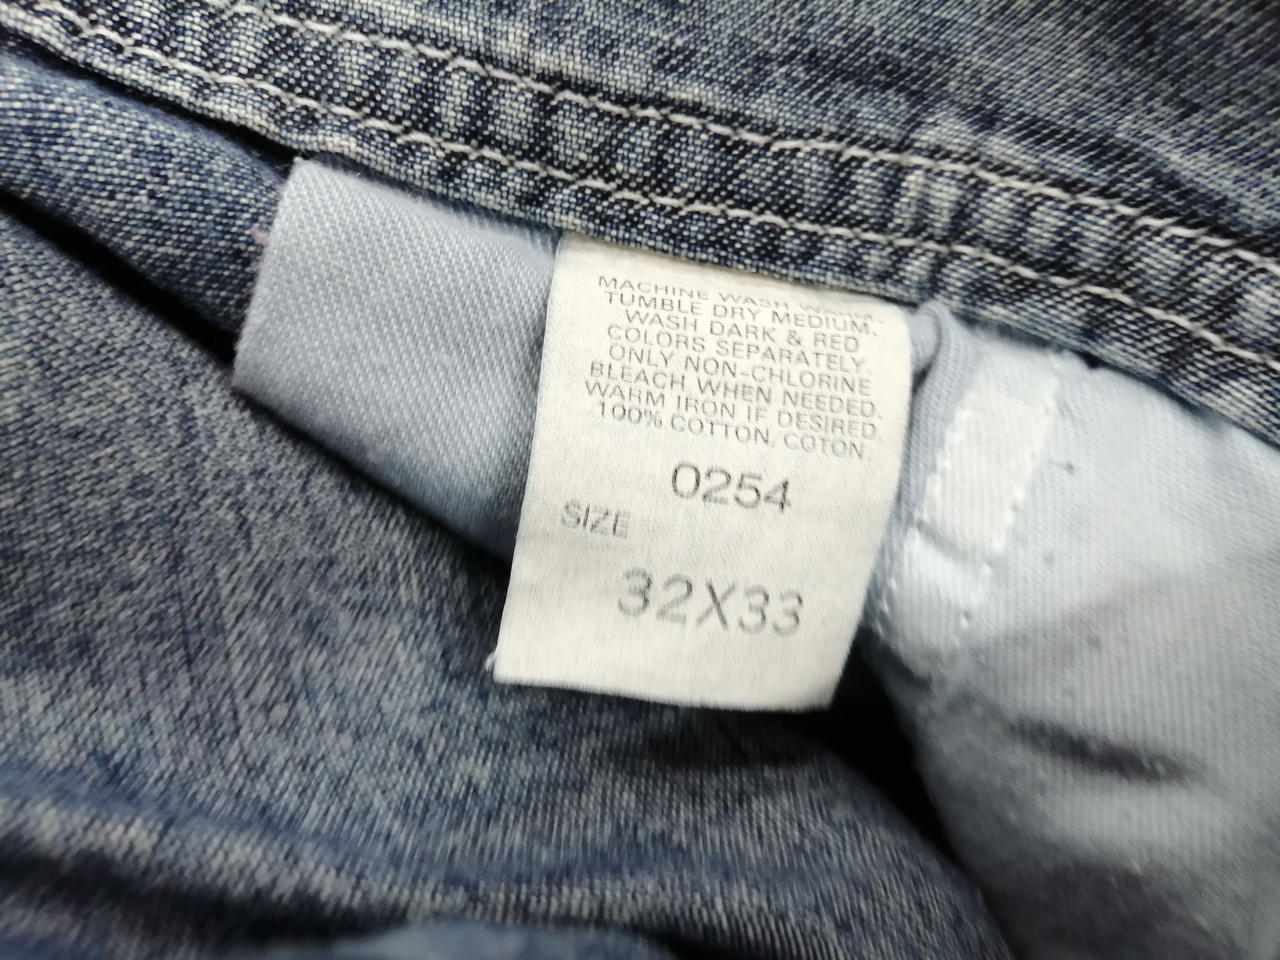 MACHINE WASH WARM.
TUMBLE DRY MEDIUM.
WASH DARK & RED
COLORS SEPARATELY.
ONLY NON-CHLORINE
BLEACH WHEN NEEDED.
WARM IRON IF DESIRED.
100% COTTON, COTON.
0254
SIZE
32X33